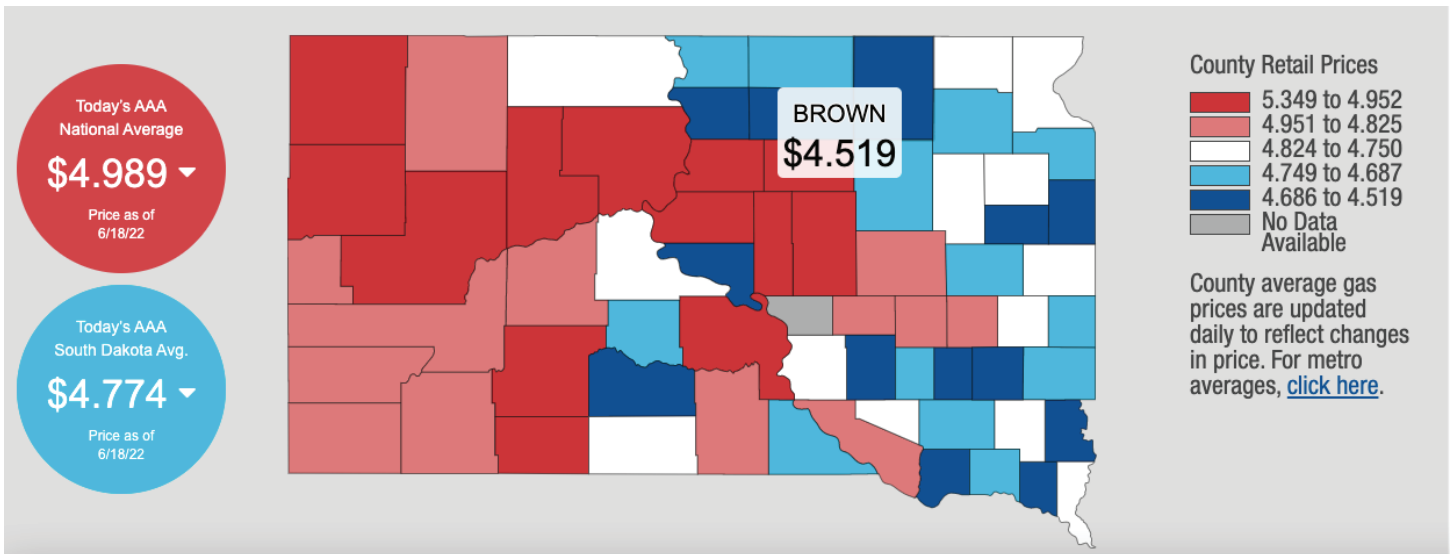 Today's AAA
National Average
$4.989
Price as of
6/18/22
Today's AAA
South Dakota Avg.
$4.774
Price as of
6/18/22
BROWN
$4.519
County Retail Prices
5.349 to 4.952
4.951 to 4.825
4.824 to 4.750
4.749 to 4.687
4.686 to 4.519
No Data
Available
County average gas
prices are updated
daily to reflect changes
in price. For metro
averages, click here.